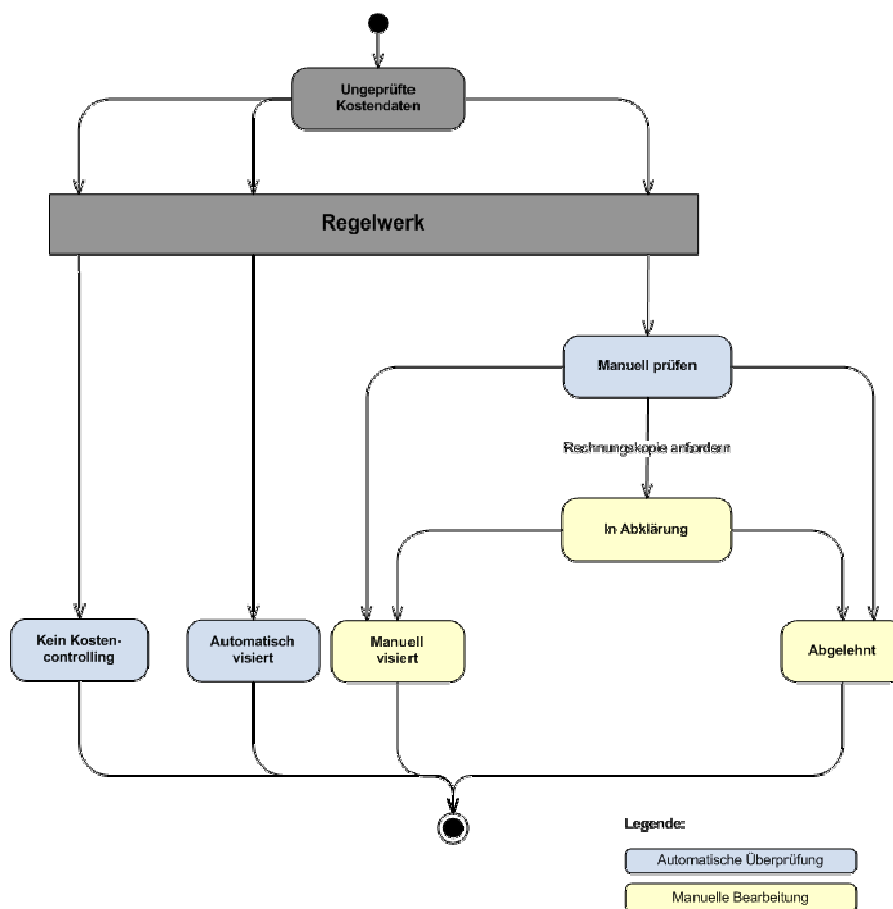 Ungeprüfte
Kostendaten
Regelwerk
Manuell prüfen
Rechnungskopie anfordern
In Abklärung
Kein Kosten-
controlling
Automatisch
visiert
Manuell
visiert
Abgelehnt
Legende:
Automatische Überprüfung
Manuelle Bearbeitung